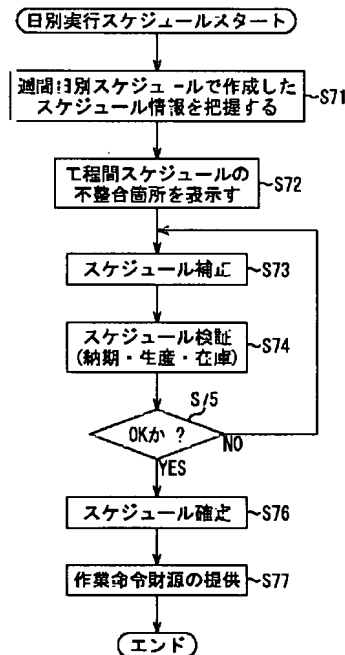 日別実行スケジュールスタート
週間日別スケジュールで作成した
スケジュール情報を把握する
S71
工程間スケジュールの
不整合箇所を表示す
S72
スケジュール補正
S73
スケジュール検証
(納期・生産・在庫)
S74
S75
OKか ?
NO
YES
スケジュール確定
S76
作業命令財源の提供
S77
エンド